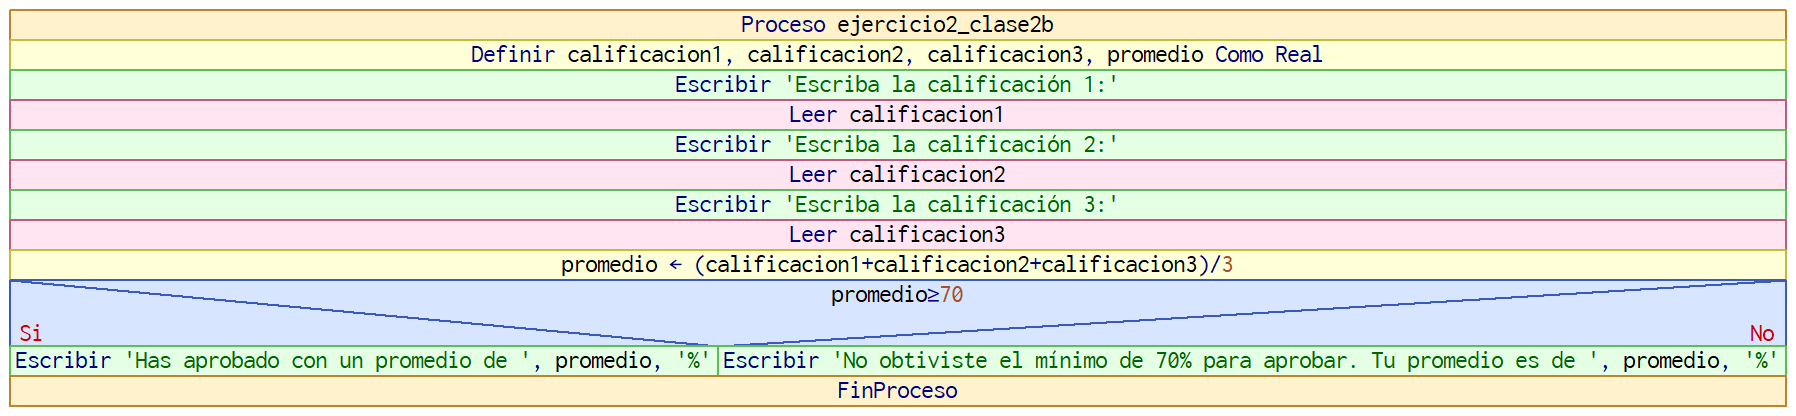 Proceso ejercicio2_clase2b
Definir calificacion1, calificacion2, calificacion3, promedio Como Real
Escribir 'Escriba la calificación 1:'
Leer calificacion1
Escribir 'Escriba la calificación 2:'
Leer calificacion2
Escribir 'Escriba la calificación 3:'
Leer calificacion3
promedio ← (calificacion1+calificacion2+calificacion3)/3
promedio≥70
Si
No
Escribir 'Has aprobado con un promedio de ', promedio, '%'
Escribir 'No obtiviste el mínimo de 70% para aprobar. Tu promedio es de ', promedio, '%'
FinProceso